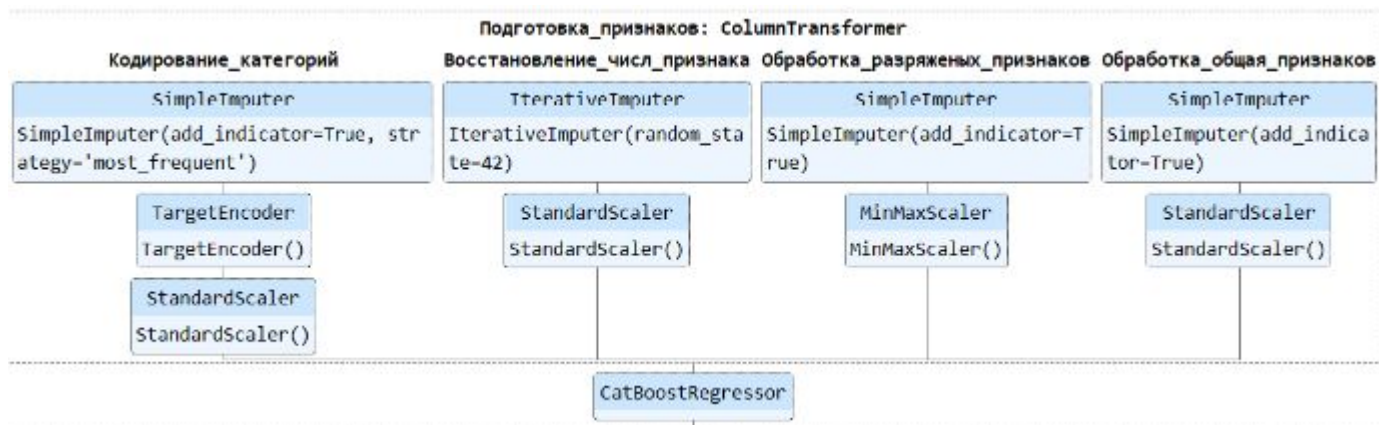 Подготовка_признаков: ColumnTransformer
Кодирование_категорий
Восстановление_числ_признака
Обработка_разряженых_признаков
Обработка_общая_признаков
SimpleImputer
SimpleImputer(add_indicator=True, str
ategy='most_frequent')
TargetEncoder
TargetEncoder()
StandardScaler
StandardScaler()
IterativeImputer
IterativeImputer(random_sta
te=42)
StandardScaler
StandardScaler()
SimpleImputer
SimpleImputer(add_indicator=T
rue)
MinMaxScaler
MinMaxScaler()
SimpleImputer
SimpleImputer(add_indica
tor=True)
StandardScaler
StandardScaler()
CatBoostRegressor